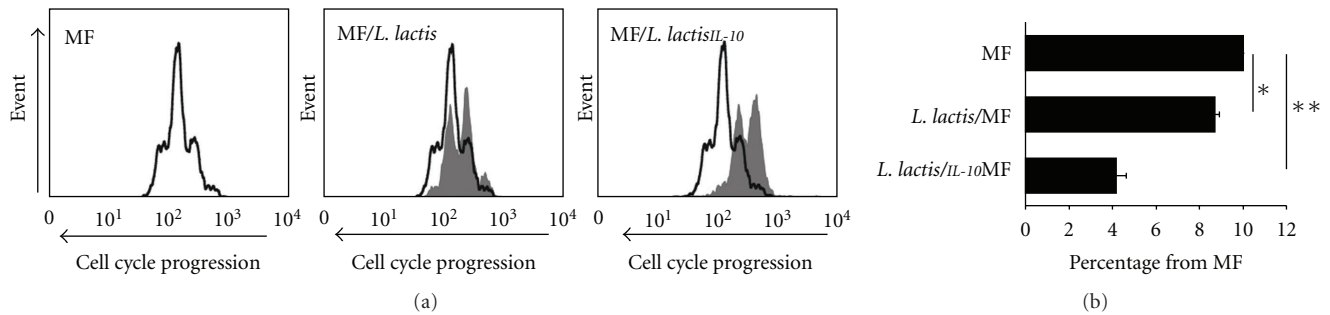 MF
Event
0 10¹ 10² 10³ 10⁴
Cell cycle progression
MF/L. lactis
Event
0 10¹ 10² 10³ 10⁴
Cell cycle progression
MF/L. lactisIL-10
Event
0 10¹ 10² 10³ 10⁴
Cell cycle progression
(a)
MF
L. lactis/MF
L. lactis/IL-10MF
*
**
0 2 4 6 8 10 12
Percentage from MF
(b)